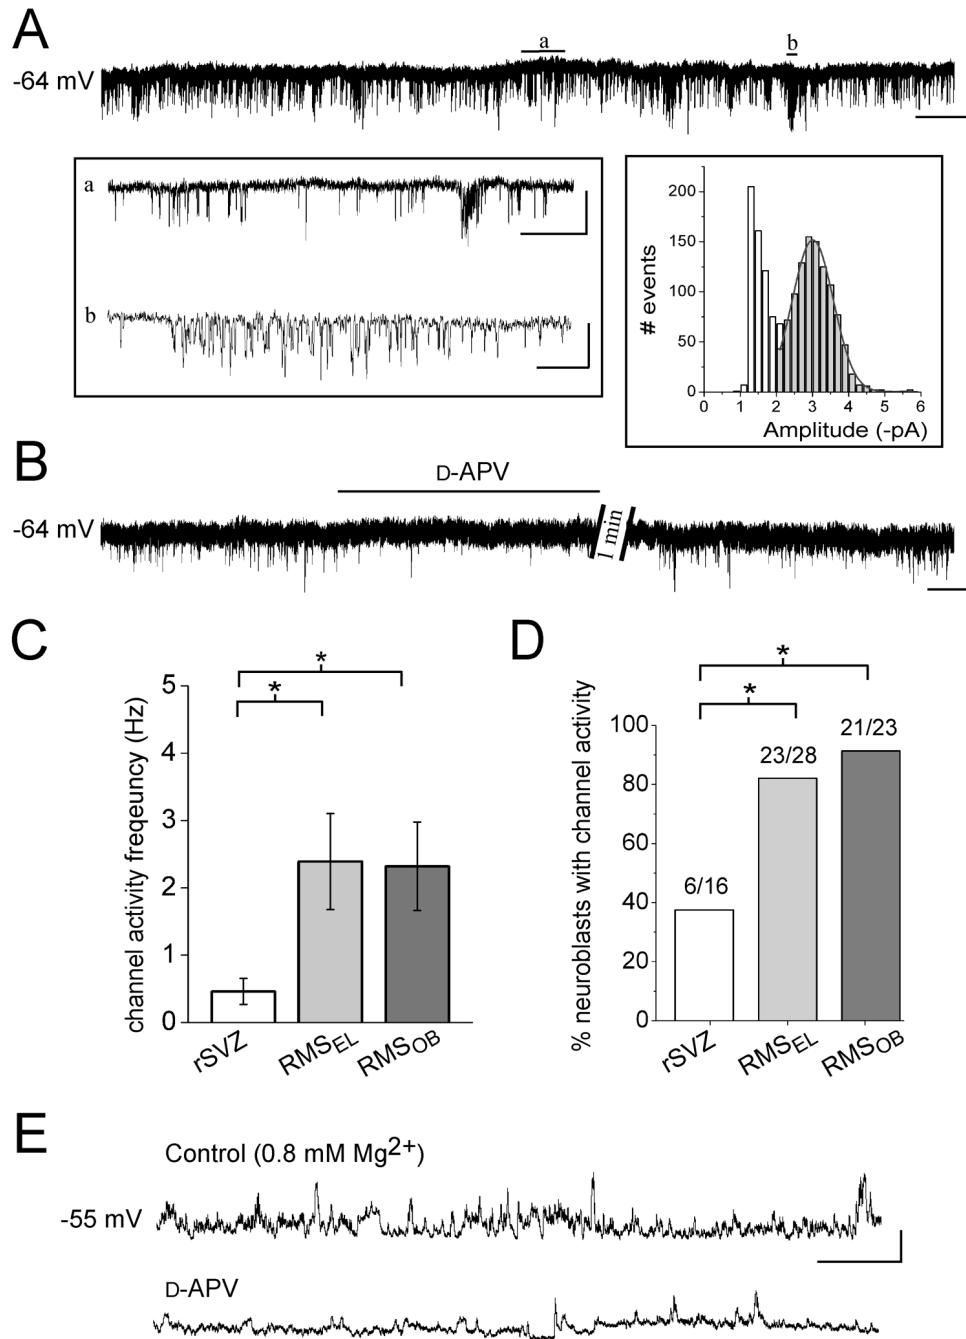 A
a
b
-64 mV
a
b
200
150
100
50
0
# events
0 1 2 3 4 5 6
Amplitude (-pA)
B
D-APV
-64 mV
1 min
C
*
*
5
4
3
2
1
0
channel activity freqeuncy (Hz)
rSVZ
RMSEL
RMSOB
D
*
*
100
80
60
40
20
0
% neuroblasts with channel activity
6/16
23/28
21/23
rSVZ
RMSEL
RMSOB
E
Control (0.8 mM Mg2+)
-55 mV
D-APV